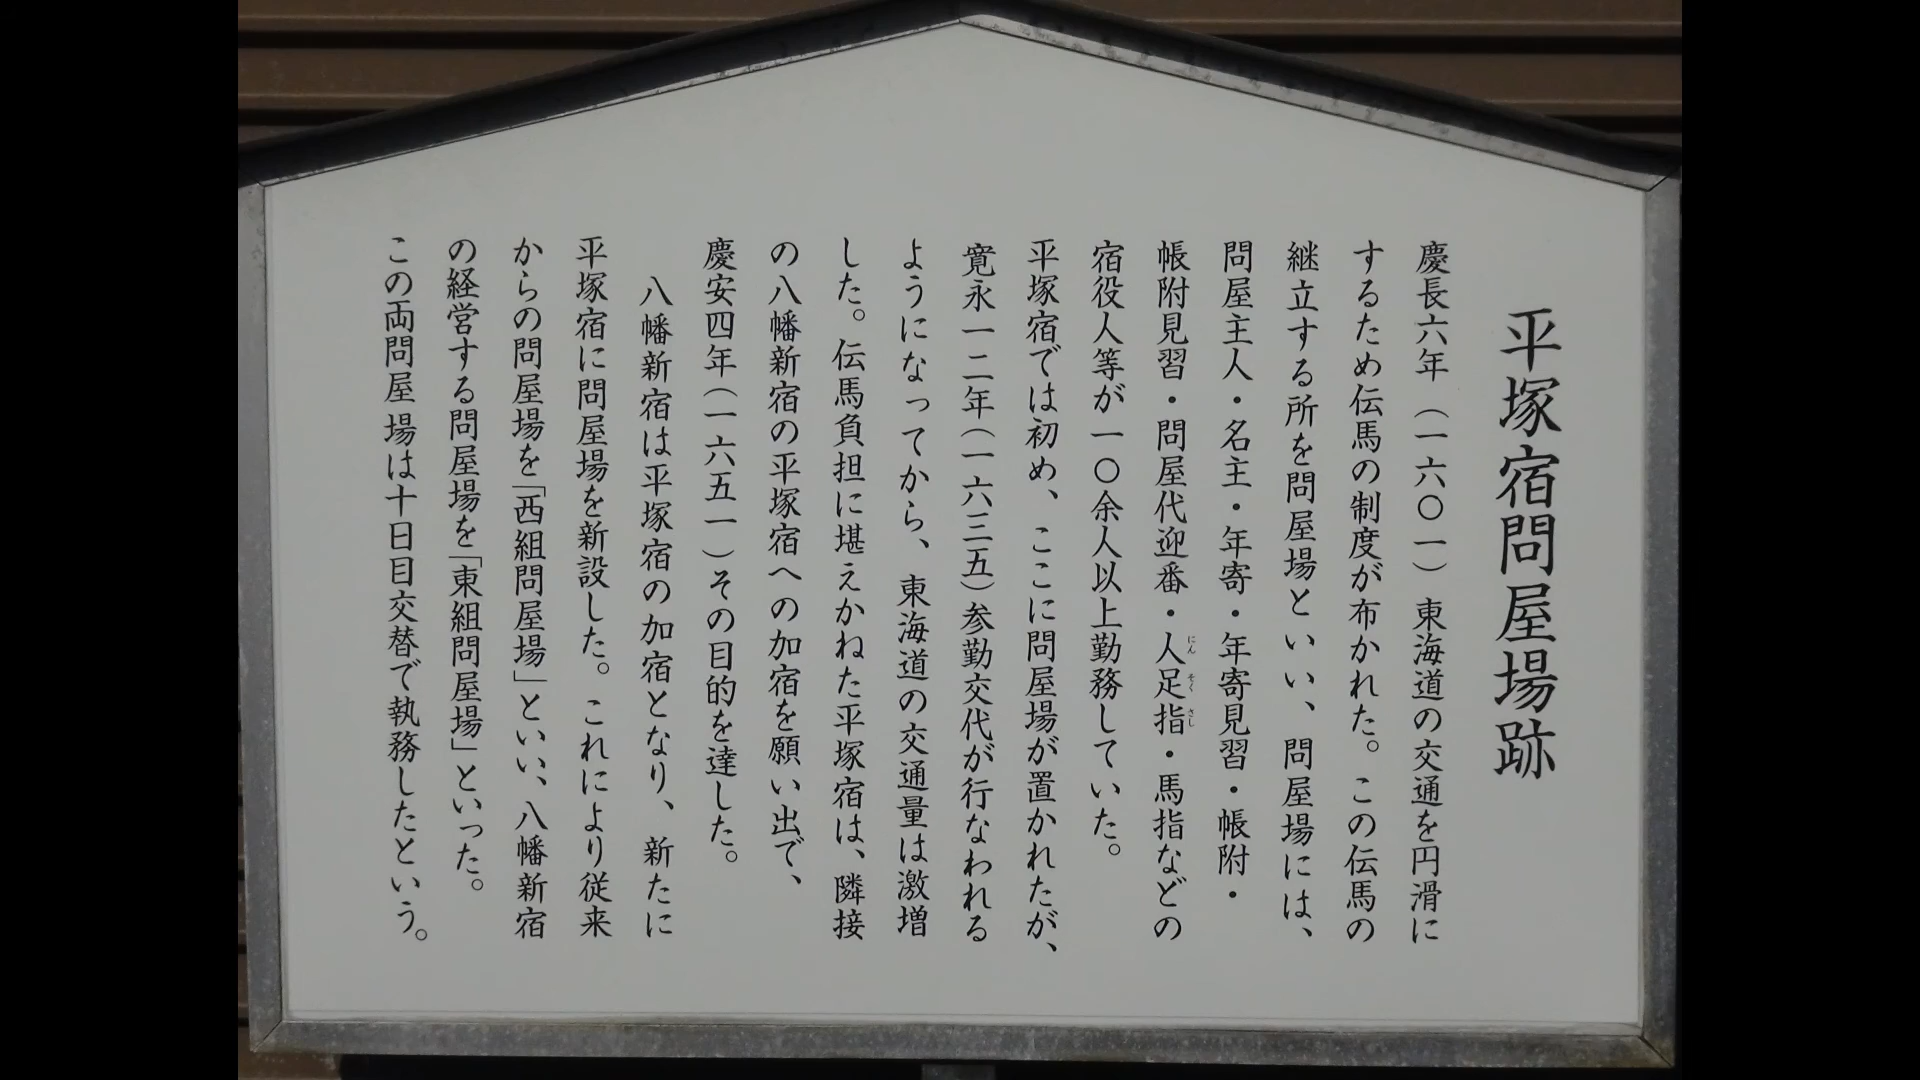 平塚宿問屋場跡
慶長六年（一六〇一）東海道の交通を円滑に
するため伝馬の制度が布かれた。この伝馬の
継立する所を問屋場といい、問屋場には、
問屋主人・名主・年寄・年寄見習・帳附・
帳附見習・問屋代迎番・人足指・馬指などの
にんそくさし
宿役人等が一〇余人以上勤務していた。
平塚宿では初め、ここに問屋場が置かれたが、
寛永一二年（一六三五）参勤交代が行なわれる
ようになってから、東海道の交通量は激増
した。伝馬負担に堪えかねた平塚宿は、隣接
の八幡新宿の平塚宿への加宿を願い出で、
慶安四年（一六五一）その目的を達した。
八幡新宿は平塚宿の加宿となり、新たに
平塚宿に問屋場を新設した。これにより従来
からの問屋場を「西組問屋場」といい、八幡新宿
の経営する問屋場を「東組問屋場」といった。
この両問屋場は十日目交替で執務したという。